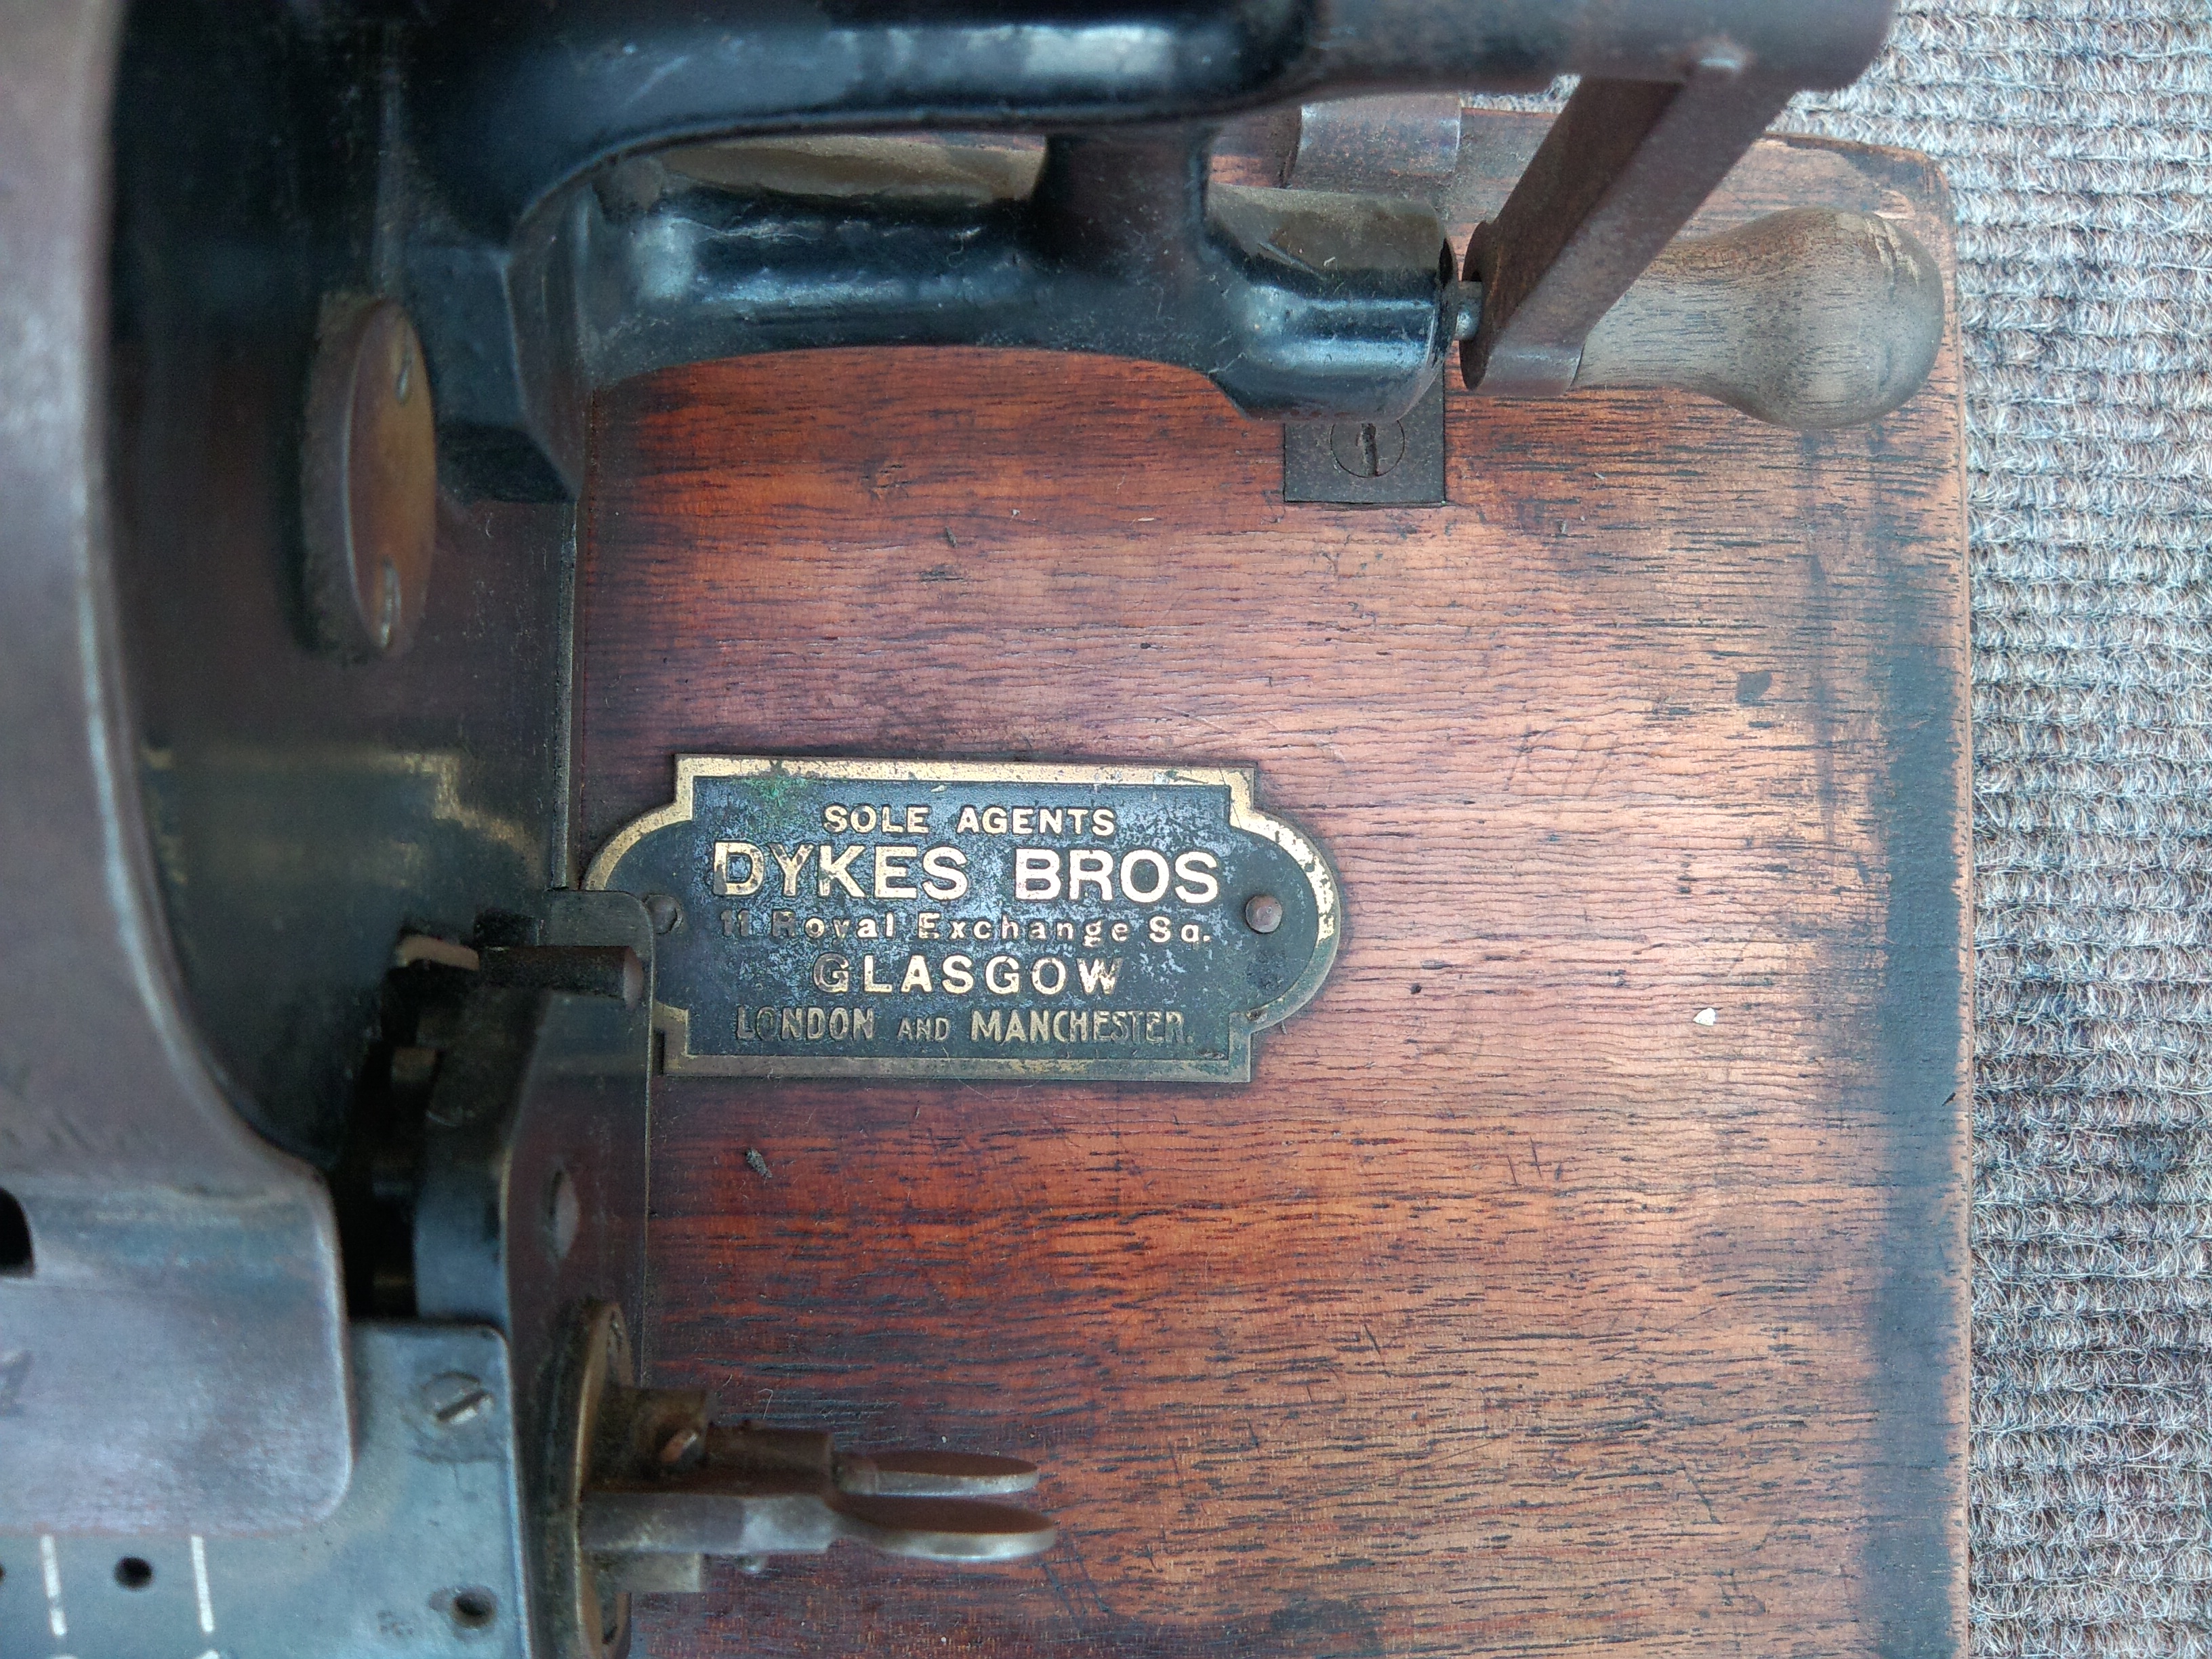 SOLE AGENTS
DYKES BROS
11 Royal Exchange Sq.
GLASGOW
LONDON AND MANCHESTER.